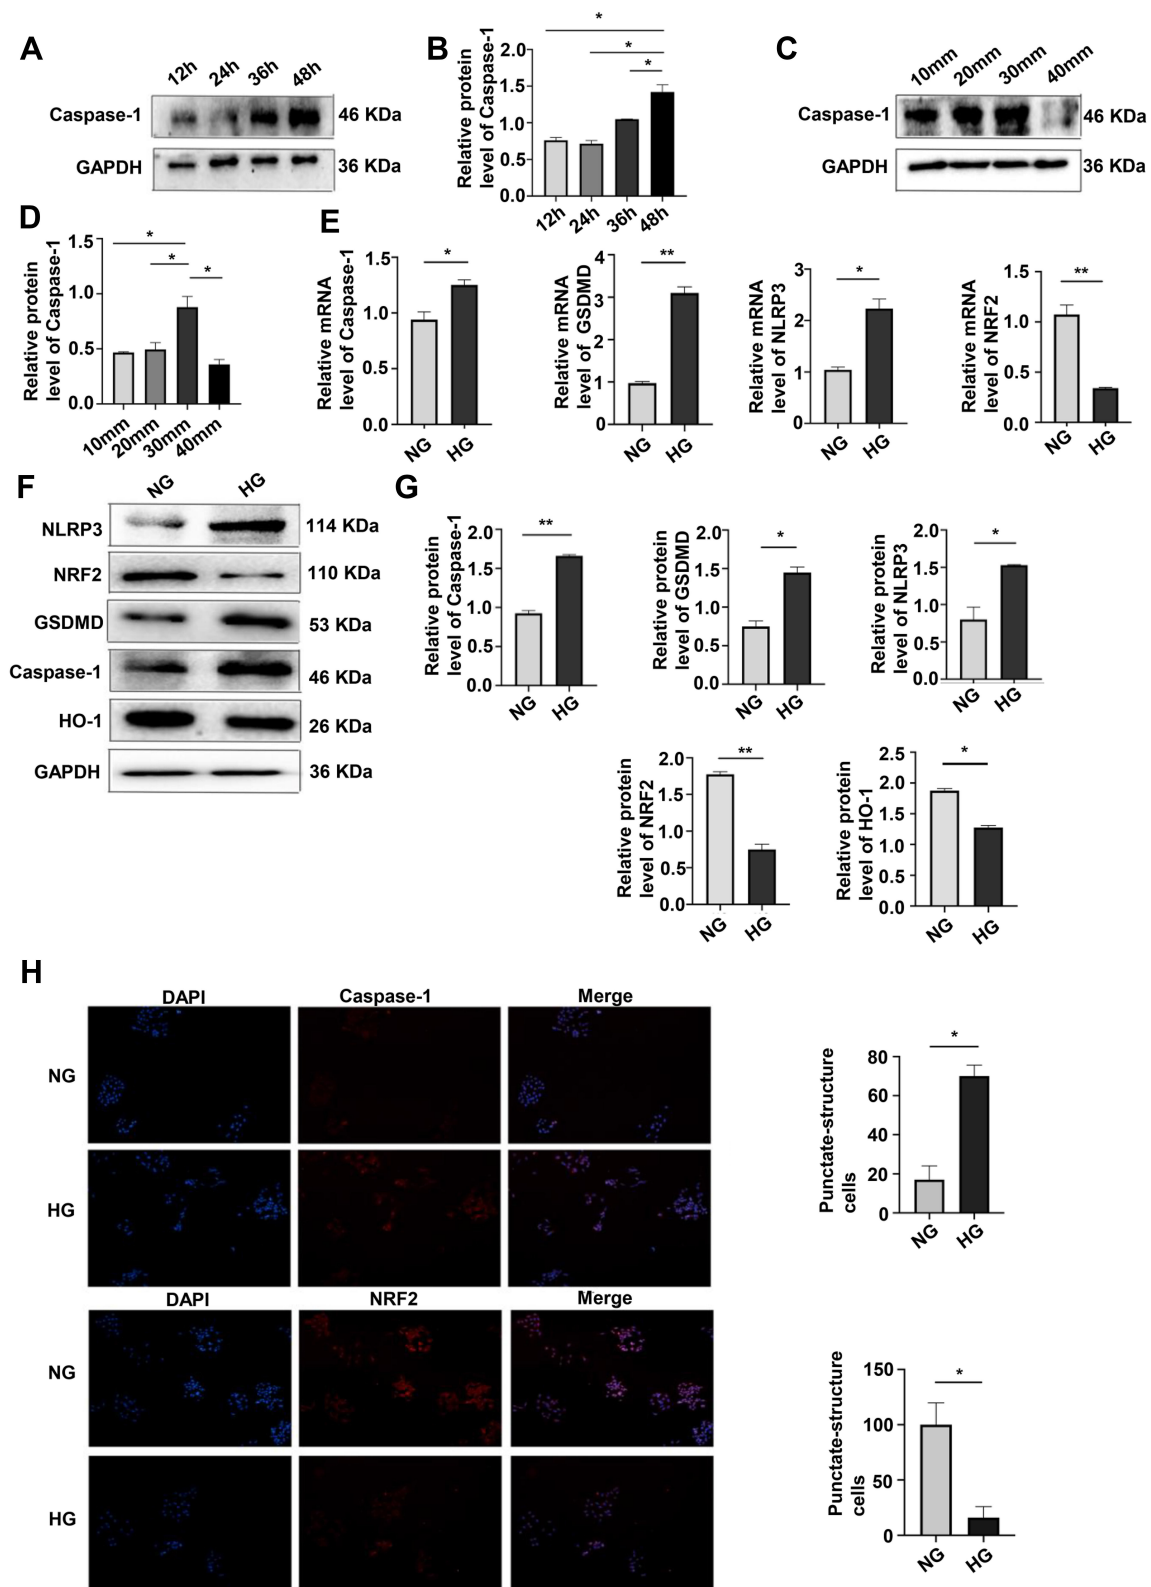 A
12h 24h 36h 48h
Caspase-1 46 KDa
GAPDH 36 KDa
B
Relative protein
level of Caspase-1
2.0
1.5
1.0
0.5
0.0
* * *
12h 24h 36h 48h
C
10mm 20mm 30mm 40mm
Caspase-1 46 KDa
GAPDH 36 KDa
D
Relative protein
level of Caspase-1
1.5
1.0
0.5
0.0
* * *
10mm 20mm 30mm 40mm
E
Relative mRNA
level of Caspase-1
1.5
1.0
0.5
0.0
*
NG HG
Relative mRNA
level of GSDMD
4
3
2
1
0
**
NG HG
Relative mRNA
level of NLRP3
3
2
1
0
*
NG HG
Relative mRNA
level of NRF2
1.5
1.0
0.5
0.0
**
NG HG
F
NG HG
NLRP3 114 KDa
NRF2 110 KDa
GSDMD 53 KDa
Caspase-1 46 KDa
HO-1 26 KDa
GAPDH 36 KDa
G
Relative protein
level of Caspase-1
2.0
1.5
1.0
0.5
0.0
**
NG HG
Relative protein
level of GSDMD
2.0
1.5
1.0
0.5
0.0
*
NG HG
Relative protein
level of NLRP3
2.0
1.5
1.0
0.5
0.0
*
NG HG
Relative protein
level of NRF2
2.0
1.5
1.0
0.5
0.0
**
NG HG
Relative protein
level of HO-1
2.5
2.0
1.5
1.0
0.5
0.0
*
NG HG
H
DAPI Caspase-1 Merge
NG
HG
DAPI NRF2 Merge
NG
HG
Punctate-structure
cells
80
60
40
20
0
*
NG HG
Punctate-structure
cells
150
100
50
0
*
NG HG